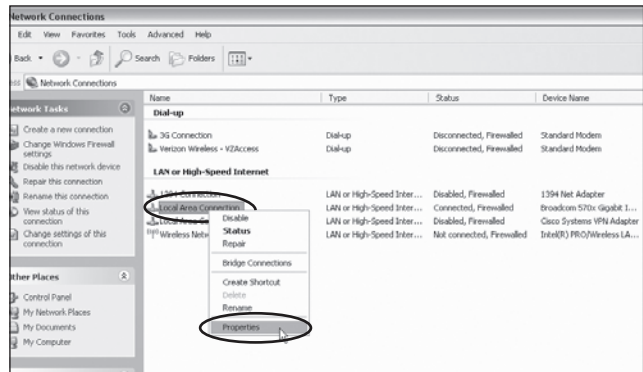 Network Connections
Edit View Favorites Tools Advanced Help
Back Search Folders
Network Connections
Network Tasks
Create a new connection
Change Windows Firewall
settings
Disable this network device
Repair this connection
Rename this connection
View status of this
connection
Change settings of this
connection
Other Places
Control Panel
My Network Places
My Documents
My Computer
Name Type Status Device Name
Dial-up
3G Connection Dial-up Disconnected, Firewalled Standard Modem
Verizon Wireless - VZAccess Dial-up Disconnected, Firewalled Standard Modem
LAN or High-Speed Internet
1394 Connection LAN or High-Speed Inter... Disabled, Firewalled 1394 Net Adapter
Local Area Connection LAN or High-Speed Inter... Connected, Firewalled Broadcom 570x Gigabit I...
Local Area LAN or High-Speed Inter... Disabled, Firewalled Cisco Systems VPN Adapter
Wireless Netw LAN or High-Speed Inter... Not connected, Firewalled Intel(R) PRO/Wireless LA...
Disable
Status
Repair
Bridge Connections
Create Shortcut
Delete
Rename
Properties